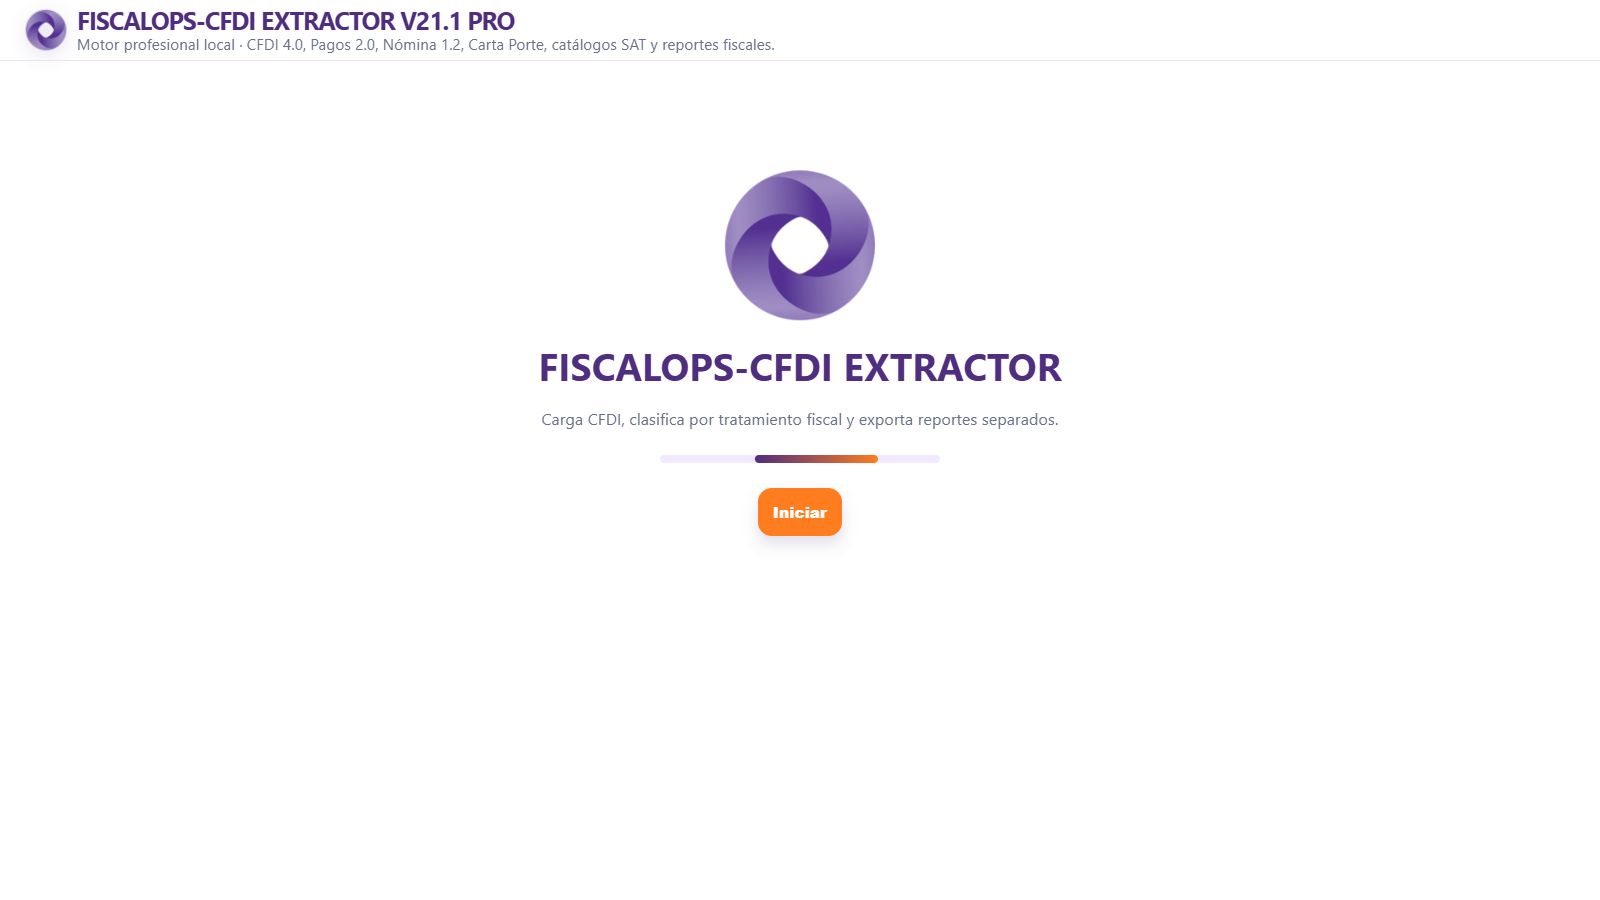 FISCALOPS-CFDI EXTRACTOR V21.1 PRO
Motor profesional local · CFDI 4.0, Pagos 2.0, Nómina 1.2, Carta Porte, catálogos SAT y reportes fiscales.
FISCALOPS-CFDI EXTRACTOR
Carga CFDI, clasifica por tratamiento fiscal y exporta reportes separados.
Iniciar